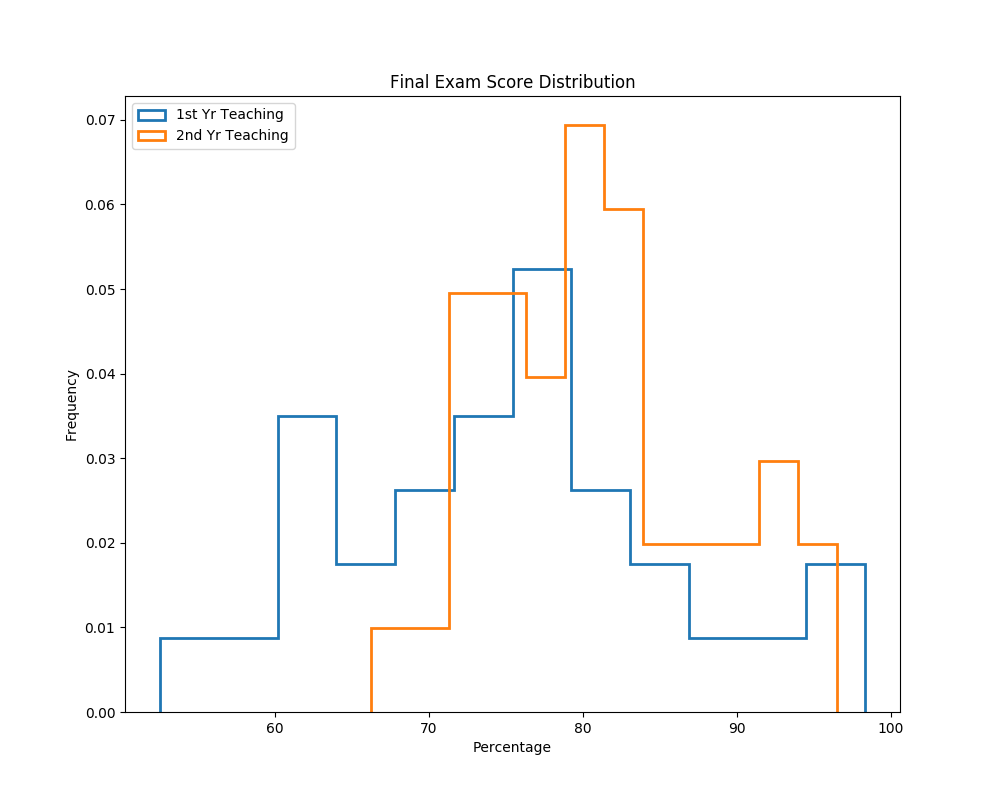 Final Exam Score Distribution
1st Yr Teaching
2nd Yr Teaching
0.07
0.06
0.05
0.04
0.03
0.02
0.01
0.00
Frequency
60 70 80 90 100
Percentage